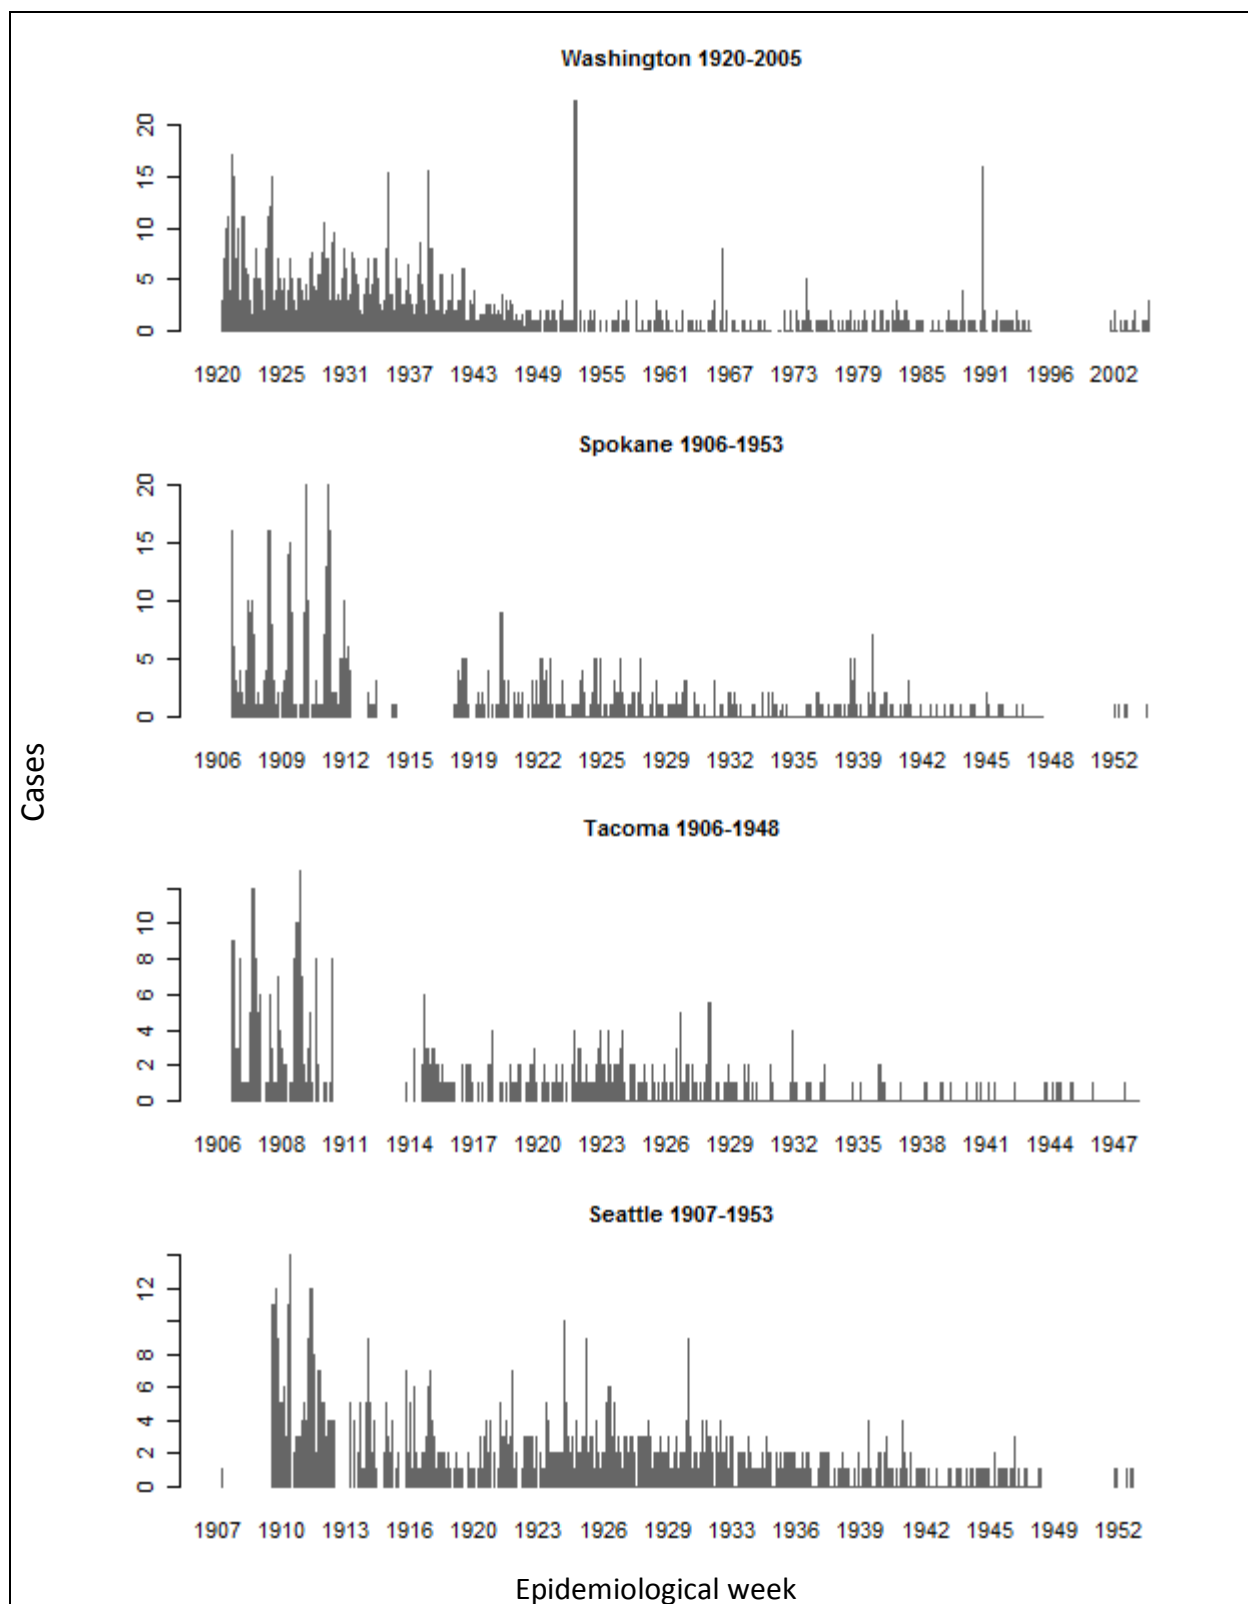 Washington 1920-2005
20
15
10
5
0
1920 1925 1931 1937 1943 1949 1955 1961 1967 1973 1979 1985 1991 1996 2002
Spokane 1906-1953
20
15
10
5
0
1906 1909 1912 1915 1919 1922 1925 1929 1932 1935 1939 1942 1945 1948 1952
Cases
Tacoma 1906-1948
10
8
6
4
2
0
1906 1908 1911 1914 1917 1920 1923 1926 1929 1932 1935 1938 1941 1944 1947
Seattle 1907-1953
12
8
6
4
2
0
1907 1910 1913 1916 1920 1923 1926 1929 1933 1936 1939 1942 1945 1949 1952
Epidemiological week